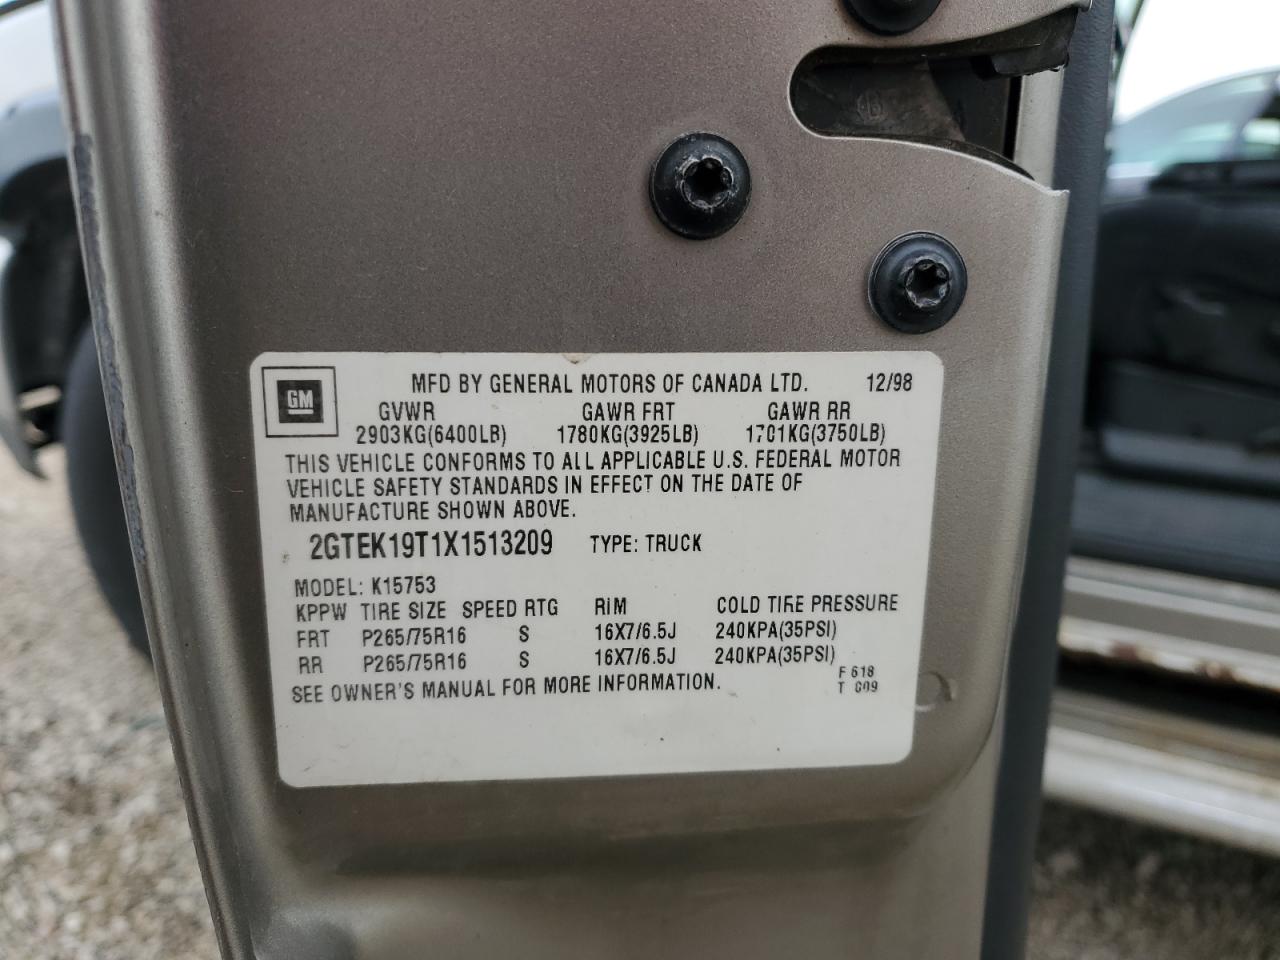 GM
MFD BY GENERAL MOTORS OF CANADA LTD. 12/98
GVWR GAWR FRT GAWR RR
2903KG(6400LB) 1780KG(3925LB) 1701KG(3750LB)
THIS VEHICLE CONFORMS TO ALL APPLICABLE U.S. FEDERAL MOTOR
VEHICLE SAFETY STANDARDS IN EFFECT ON THE DATE OF
MANUFACTURE SHOWN ABOVE.
2GTEK19T1X1513209 TYPE: TRUCK
MODEL: K15753
KPPW TIRE SIZE SPEED RTG RIM COLD TIRE PRESSURE
FRT P265/75R16 S 16X7/6.5J 240KPA(35PSI)
RR P265/75R16 S 16X7/6.5J 240KPA(35PSI)
SEE OWNER'S MANUAL FOR MORE INFORMATION.
F 618
T